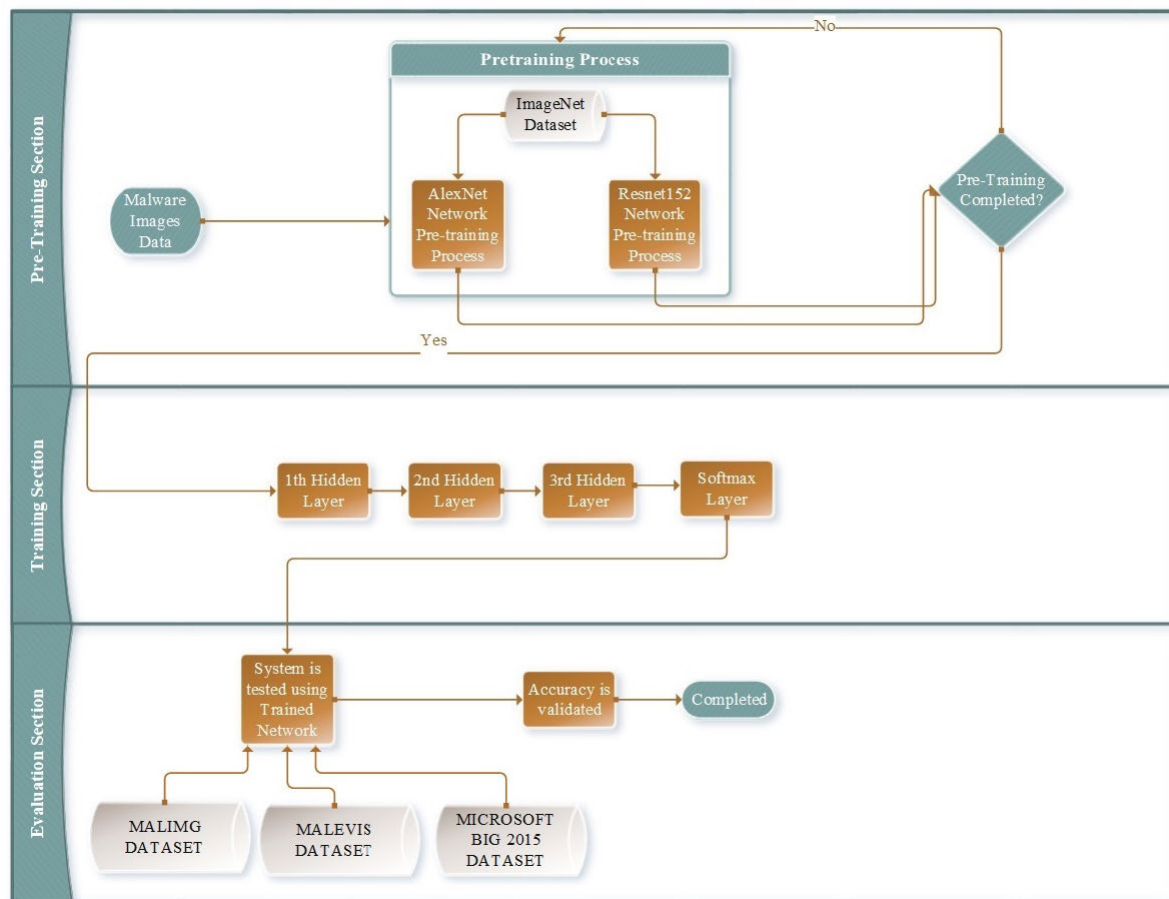 Pre-Training Section
No
Pretraining Process
ImageNet
Dataset
Malware
Images
Data
AlexNet
Network
Pre-training
Process
Resnet152
Network
Pre-training
Process
Pre-Training
Completed?
Yes
Training Section
1th Hidden
Layer
2nd Hidden
Layer
3rd Hidden
Layer
Softmax
Layer
Evaluation Section
System is
tested using
Trained
Network
Accuracy is
validated
Completed
MALIMG
DATASET
MALEVIS
DATASET
MICROSOFT
BIG 2015
DATASET